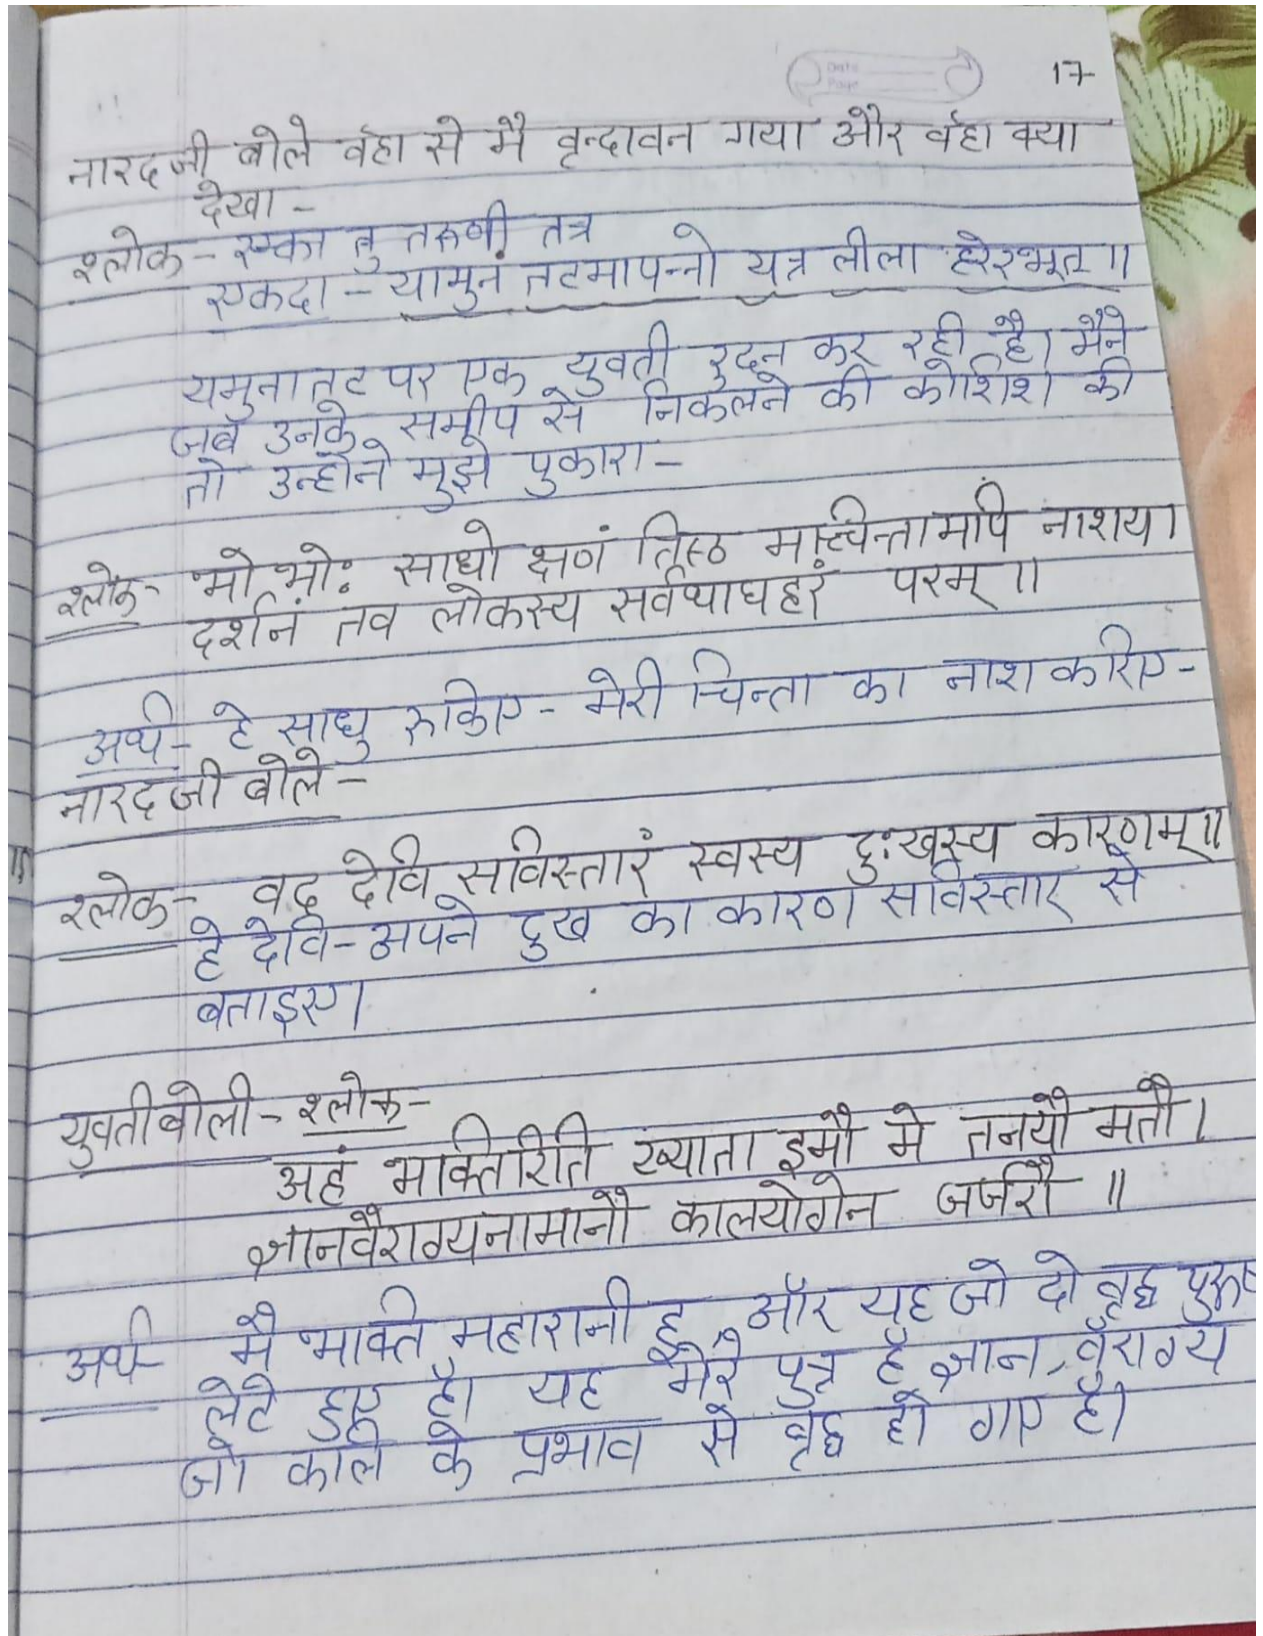 17
Date
Page
नारदजी बोले वहा से मै वृन्दावन गया और वहा क्या
देखा -
श्लोक - एका तु तरुणी तत्र
एकदा - यामुनं तटमापन्नो यत्र लीला हरेरभूत् ॥
यमुना तट पर एक युवती रुदन कर रही है। मैने
जब उनके समीप से निकलने की कोशिश की
तो उन्होने मुझे पुकारा -
श्लोक - भो भो: साधो क्षणं तिष्ठ मच्चिन्तामपि नाशय।
दर्शनं तव लोकस्य सर्वथाघहरं परम् ॥
अर्थ - हे साधु रुकिए - मेरी चिन्ता का नाश करिए -
नारदजी बोले -
श्लोक - वद देवि सविस्तारं स्वस्य दु:खस्य कारणम् ॥
हे देवि - अपने दुख का कारण सविस्तार से
बताइए।
युवती बोली - श्लोक -
अहं भक्तिरिति ख्याता इमौ मे तनयौ मतौ।
ज्ञानवैराग्यनामानौ कालयोगेन जर्जरौ ॥
अर्थ - मै भक्ति महारानी हू, और यह जो दो वृद्ध पुरुष
लेटे हुए है। यह मेरे पुत्र है ज्ञान, वैराग्य
जो काल के प्रभाव से वृद्ध हो गए है।